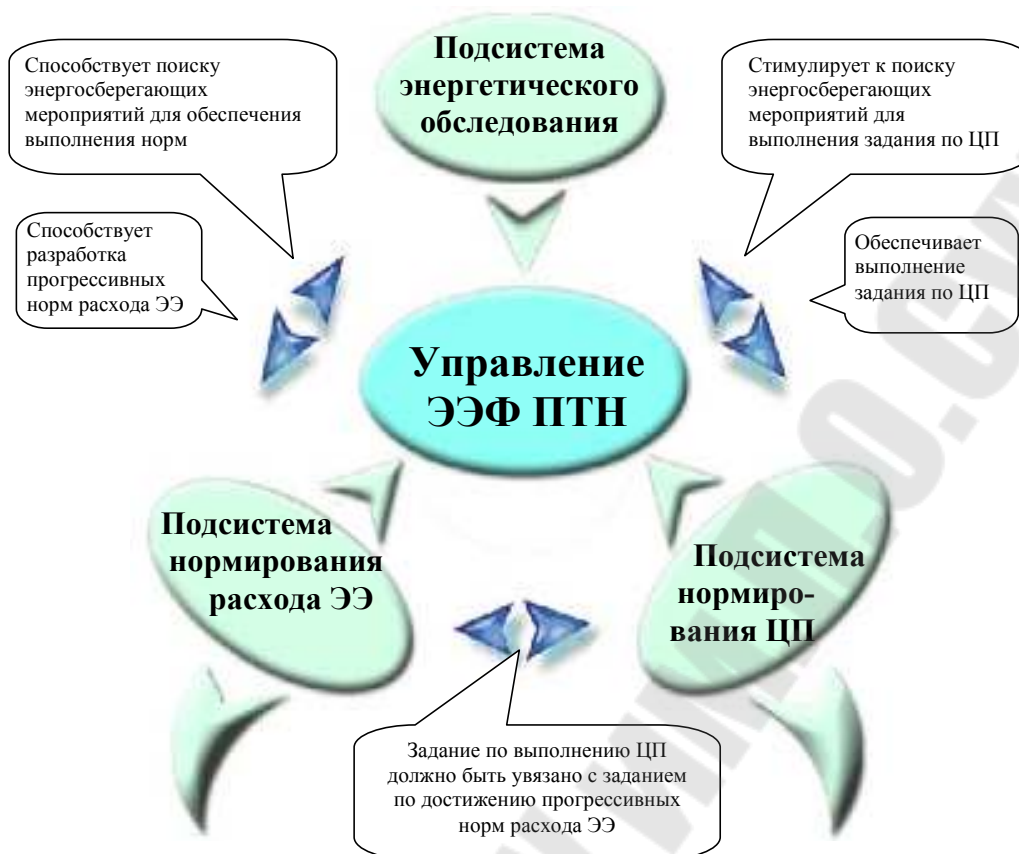 Подсистема
энергетического
обследования
Способствует поиску
энергосберегающих
мероприятий для обеспечения
выполнения норм
Стимулирует к поиску
энергосберегающих
мероприятий для
выполнения задания по ЦП
Способствует
разработка
прогрессивных
норм расхода ЭЭ
Обеспечивает
выполнение
задания по ЦП
Управление
ЭЭФ ПТН
Подсистема
нормирования
расхода ЭЭ
Подсистема
нормиро-
вания ЦП
Задание по выполнению ЦП
должно быть увязано с заданием
по достижению прогрессивных
норм расхода ЭЭ